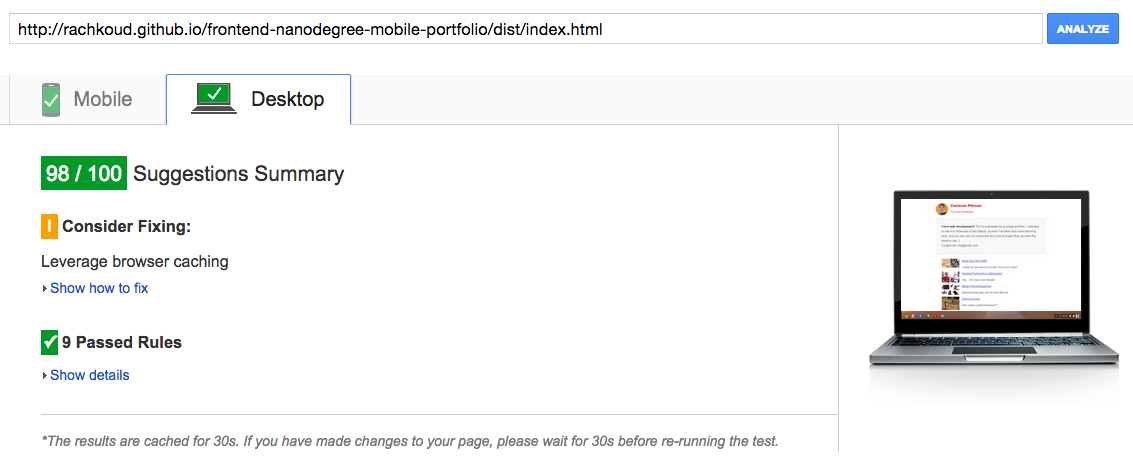 http://rachkoud.github.io/frontend-nanodegree-mobile-portfolio/dist/index.html
ANALYZE
Mobile
Desktop
98 / 100 Suggestions Summary
! Consider Fixing:
Leverage browser caching
Show how to fix
9 Passed Rules
Show details
*The results are cached for 30s. If you have made changes to your page, please wait for 30s before re-running the test.
Cameron Pittman